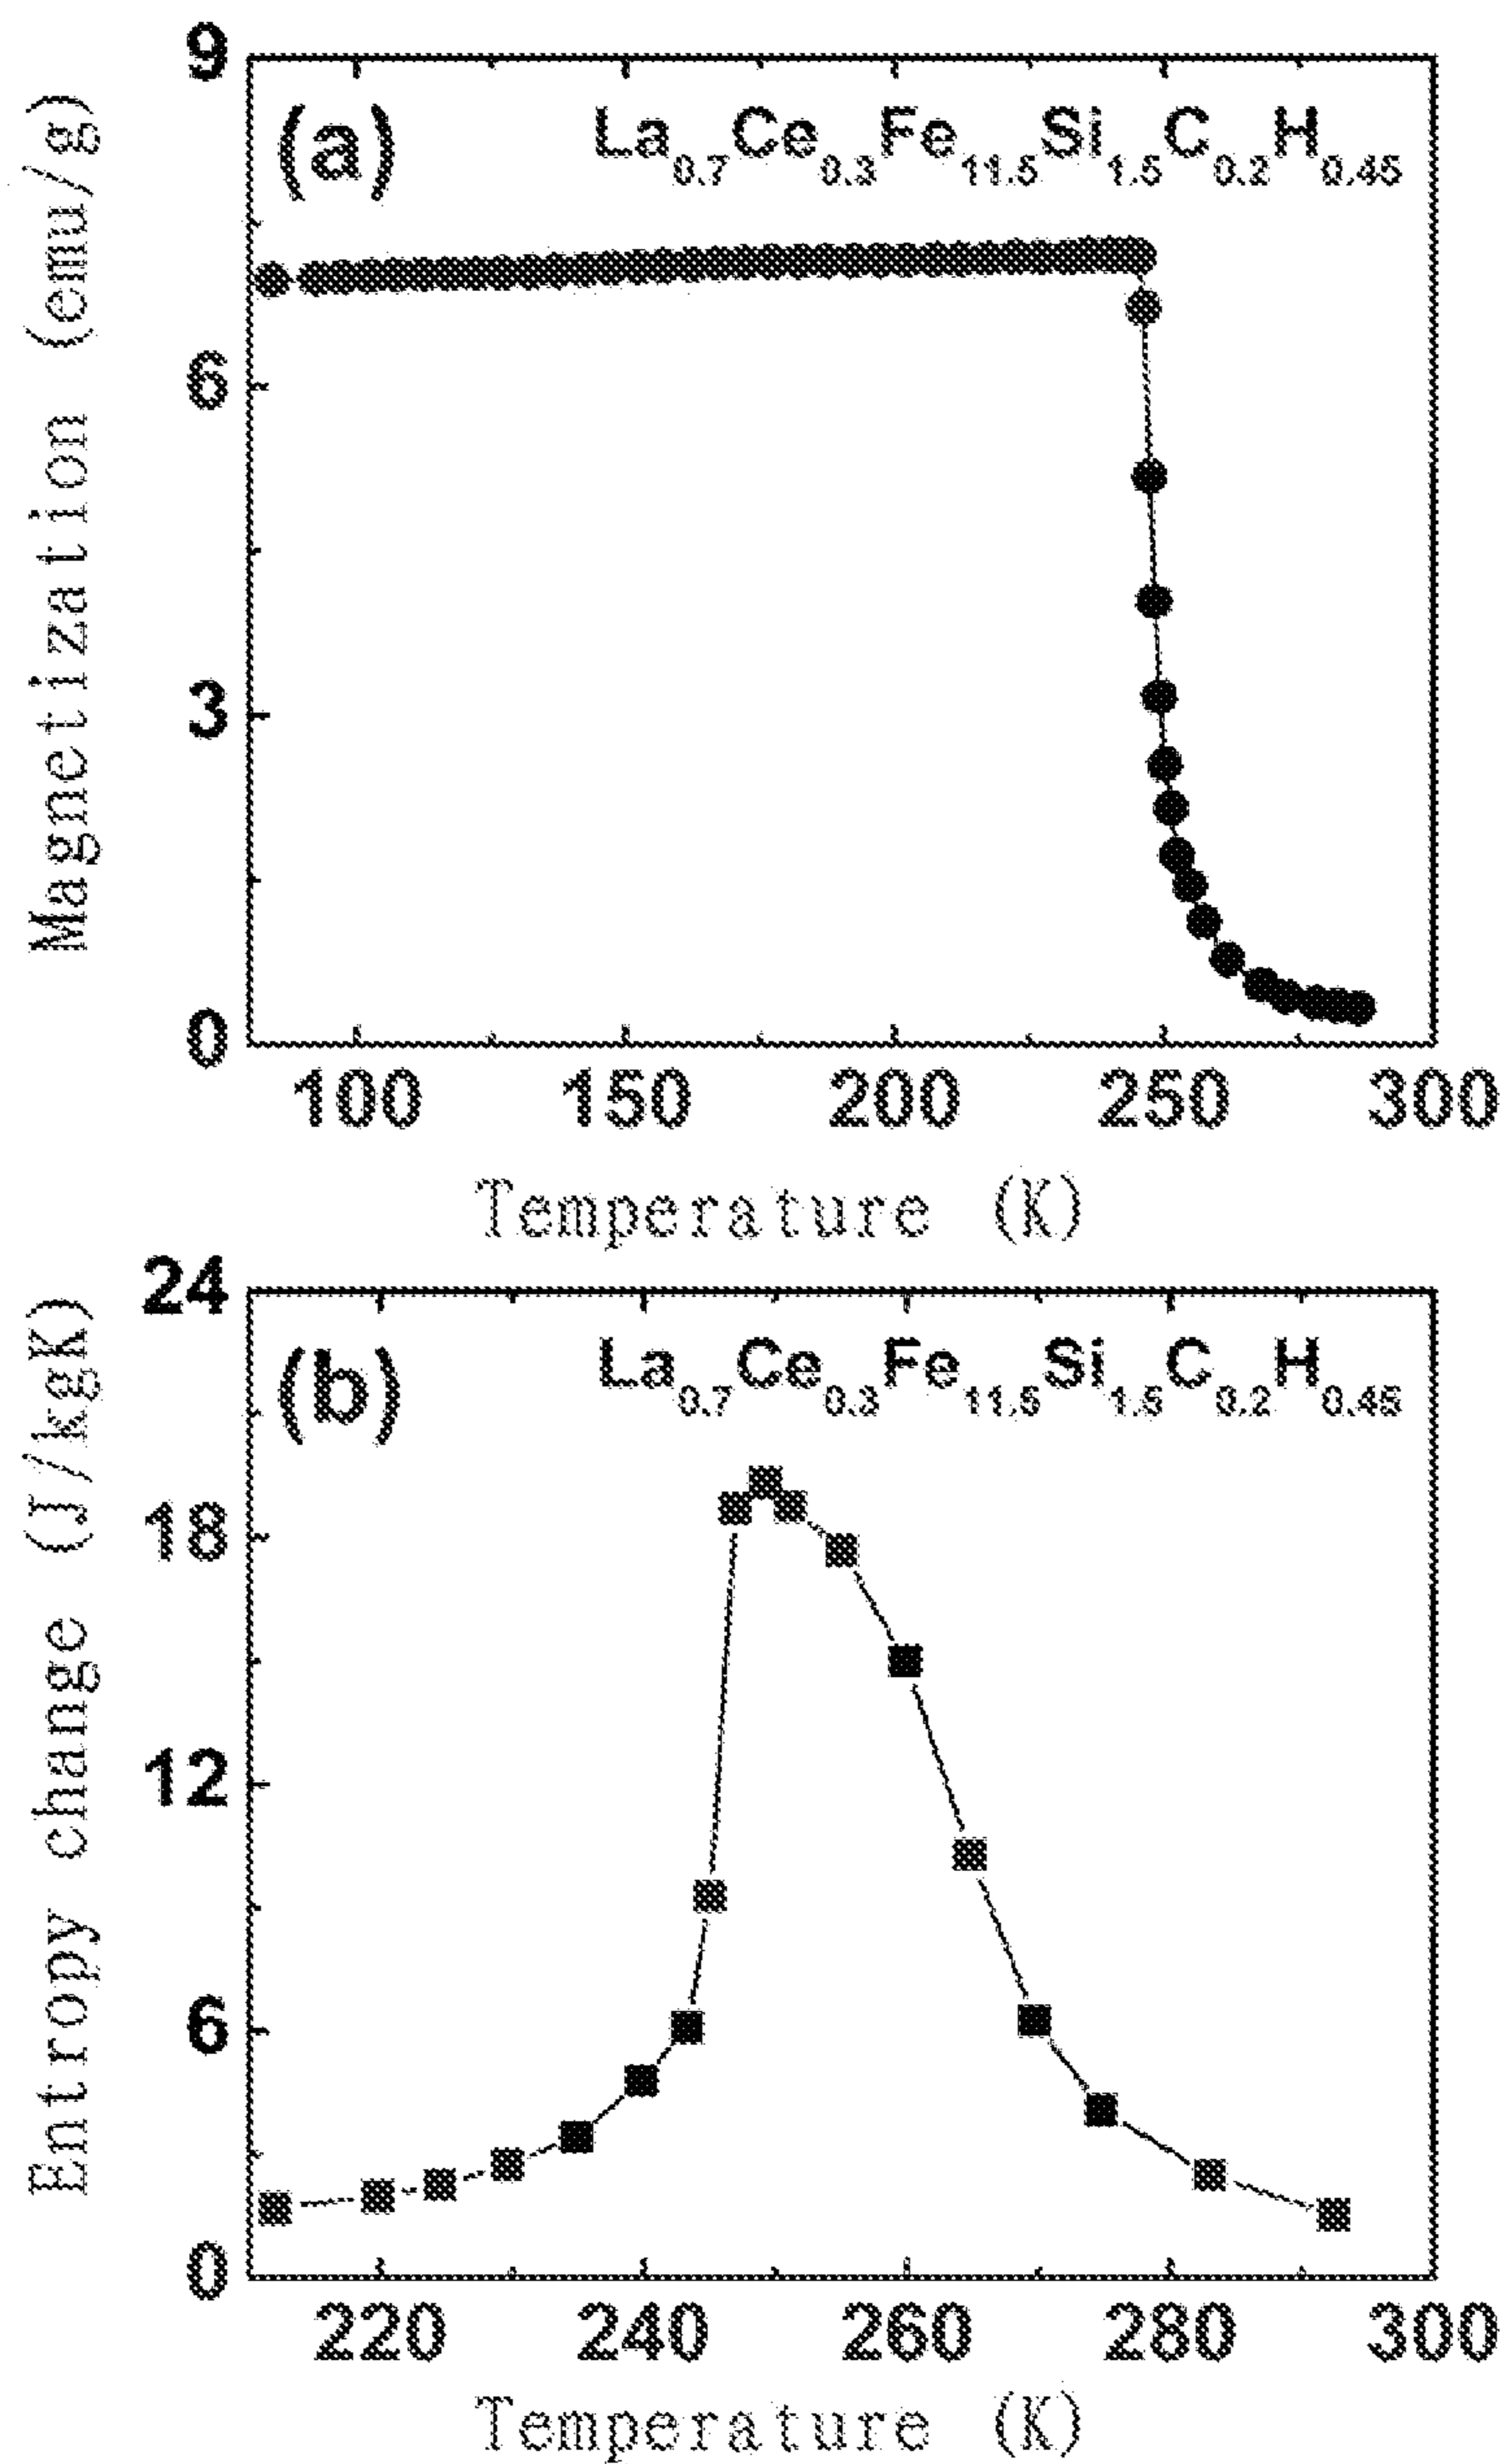 9
(a) La0.7Ce0.3Fe11.5Si1.5C0.2H0.45
Magnetization (emu/g)
6
3
0
100 150 200 250 300
Temperature (K)
24
(b) La0.7Ce0.3Fe11.5Si1.5C0.2H0.45
Entropy change (J/kgK)
18
12
6
0
220 240 260 280 300
Temperature (K)